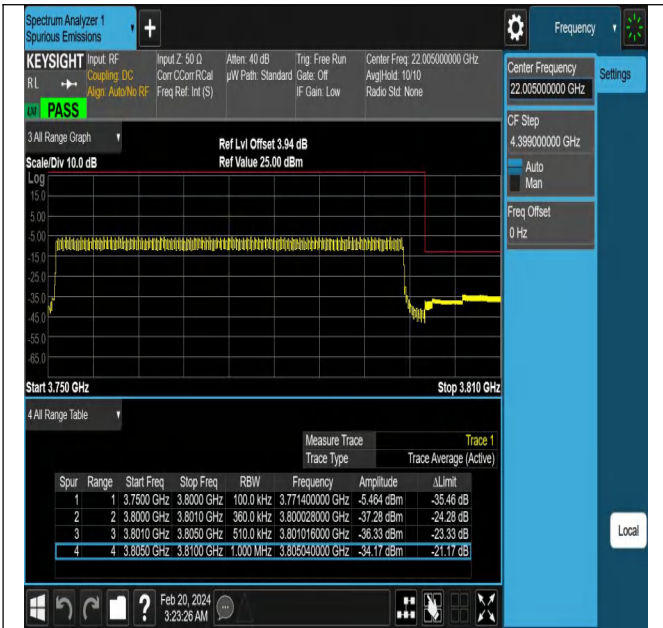 Spectrum Analyzer 1
Spurious Emissions
+
Frequency
KEYSIGHT
RL
Input: RF
Coupling: DC
Align: Auto/No RF
Input Z: 50 Ω
Corr CCorr RCal
Freq Ref: Int (S)
Atten: 40 dB
µW Path: Standard
Trig: Free Run
Gate: Off
IF Gain: Low
Center Freq: 22.005000000 GHz
Avg|Hold: 10/10
Radio Std: None
LXI PASS
Center Frequency
22.005000000 GHz
Settings
CF Step
4.399000000 GHz
Auto
Man
Freq Offset
0 Hz
3 All Range Graph
Scale/Div 10.0 dB
Ref Lvl Offset 3.94 dB
Ref Value 25.00 dBm
Log
15.0
5.00
-5.00
-15.0
-25.0
-35.0
-45.0
-55.0
-65.0
Start 3.750 GHz Stop 3.810 GHz
4 All Range Table
Measure Trace Trace 1
Trace Type Trace Average (Active)
Spur Range Start Freq Stop Freq RBW Frequency Amplitude ΔLimit
1 1 3.7500 GHz 3.8000 GHz 100.0 kHz 3.771400000 GHz -5.464 dBm -35.46 dB
2 2 3.8000 GHz 3.8010 GHz 360.0 kHz 3.800028000 GHz -37.28 dBm -24.28 dB
3 3 3.8010 GHz 3.8050 GHz 510.0 kHz 3.801016000 GHz -36.33 dBm -23.33 dB
4 4 3.8050 GHz 3.8100 GHz 1.000 MHz 3.805040000 GHz -34.17 dBm -21.17 dB
Local
?
Feb 20, 2024
3:23:26 AM